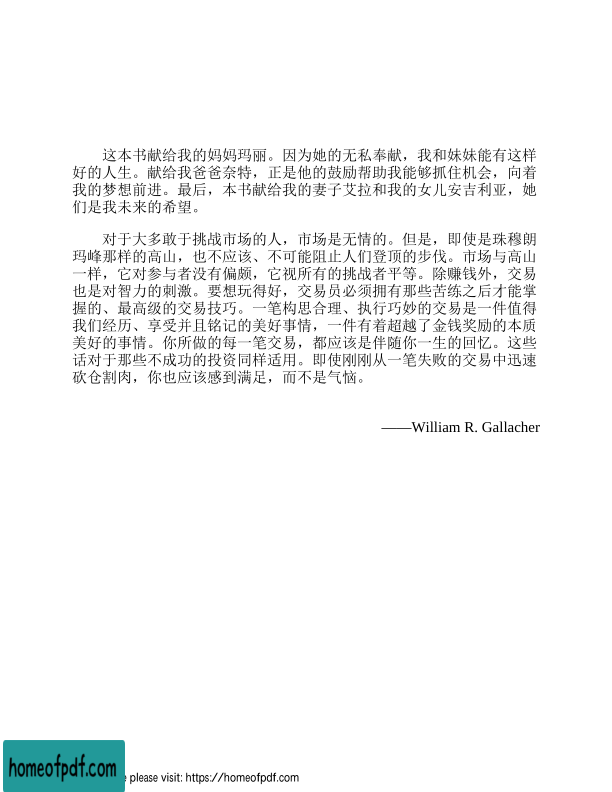 这本书献给我的妈妈玛丽。因为她的无私奉献，我和妹妹能有这样
好的人生。献给我爸爸奈特，正是他的鼓励帮助我能够抓住机会，向着
我的梦想前进。最后，本书献给我的妻子艾拉和我的女儿安吉利亚，她
们是我未来的希望。
对于大多敢于挑战市场的人，市场是无情的。但是，即使是珠穆朗
玛峰那样的高山，也不应该、不可能阻止人们登顶的步伐。市场与高山
一样，它对参与者没有偏颇，它视所有的挑战者平等。除赚钱外，交易
也是对智力的刺激。要想玩得好，交易员必须拥有那些苦练之后才能掌
握的、最高级的交易技巧。一笔构思合理、执行巧妙的交易是一件值得
我们经历、享受并且铭记的美好事情，一件有着超越了金钱奖励的本质
美好的事情。你所做的每一笔交易，都应该是伴随你一生的回忆。这些
话对于那些不成功的投资同样适用。即使刚刚从一笔失败的交易中迅速
砍仓割肉，你也应该感到满足，而不是气恼。
——William R. Gallacher
homeofpdf.com
please visit: https://homeofpdf.com